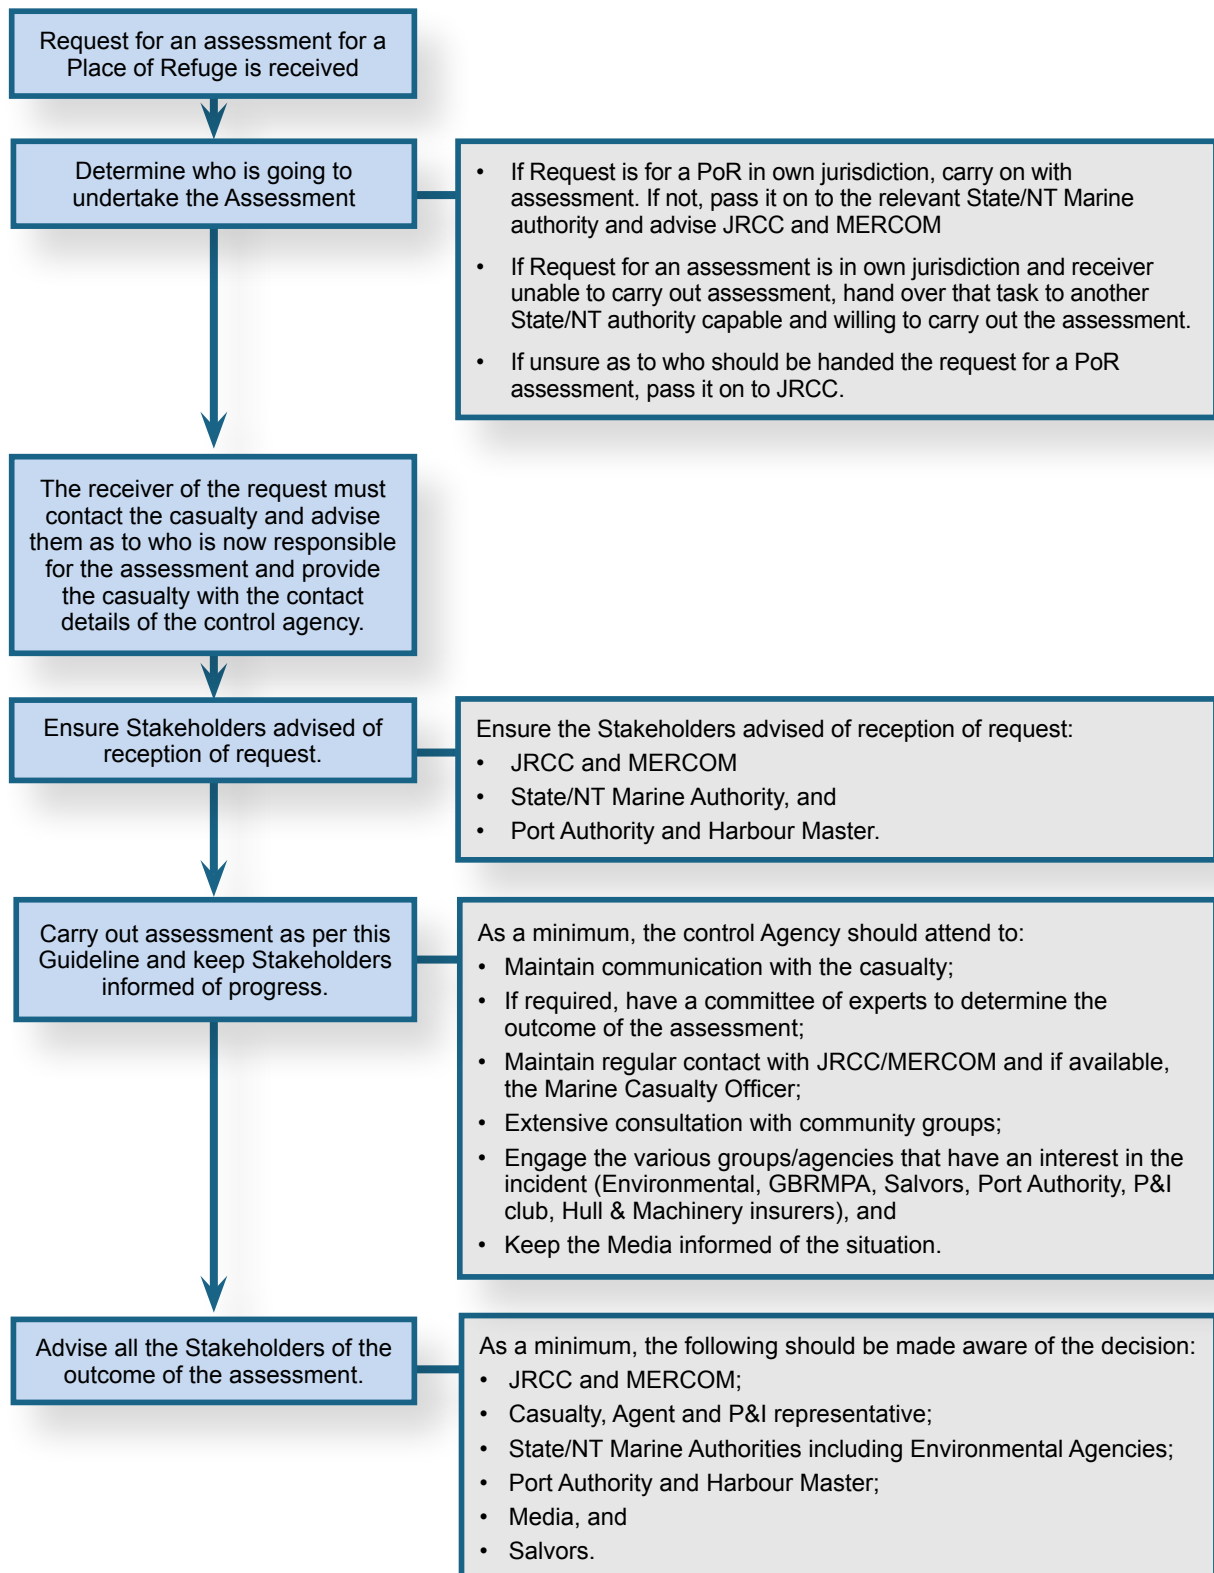 Request for an assessment for a
Place of Refuge is received
Determine who is going to
undertake the Assessment
• If Request is for a PoR in own jurisdiction, carry on with
assessment. If not, pass it on to the relevant State/NT Marine
authority and advise JRCC and MERCOM
• If Request for an assessment is in own jurisdiction and receiver
unable to carry out assessment, hand over that task to another
State/NT authority capable and willing to carry out the assessment.
• If unsure as to who should be handed the request for a PoR
assessment, pass it on to JRCC.
The receiver of the request must
contact the casualty and advise
them as to who is now responsible
for the assessment and provide
the casualty with the contact
details of the control agency.
Ensure Stakeholders advised of
reception of request.
Ensure the Stakeholders advised of reception of request:
• JRCC and MERCOM
• State/NT Marine Authority, and
• Port Authority and Harbour Master.
Carry out assessment as per this
Guideline and keep Stakeholders
informed of progress.
As a minimum, the control Agency should attend to:
• Maintain communication with the casualty;
• If required, have a committee of experts to determine the
outcome of the assessment;
• Maintain regular contact with JRCC/MERCOM and if available,
the Marine Casualty Officer;
• Extensive consultation with community groups;
• Engage the various groups/agencies that have an interest in the
incident (Environmental, GBRMPA, Salvors, Port Authority, P&I
club, Hull & Machinery insurers), and
• Keep the Media informed of the situation.
Advise all the Stakeholders of the
outcome of the assessment.
As a minimum, the following should be made aware of the decision:
• JRCC and MERCOM;
• Casualty, Agent and P&I representative;
• State/NT Marine Authorities including Environmental Agencies;
• Port Authority and Harbour Master;
• Media, and
• Salvors.